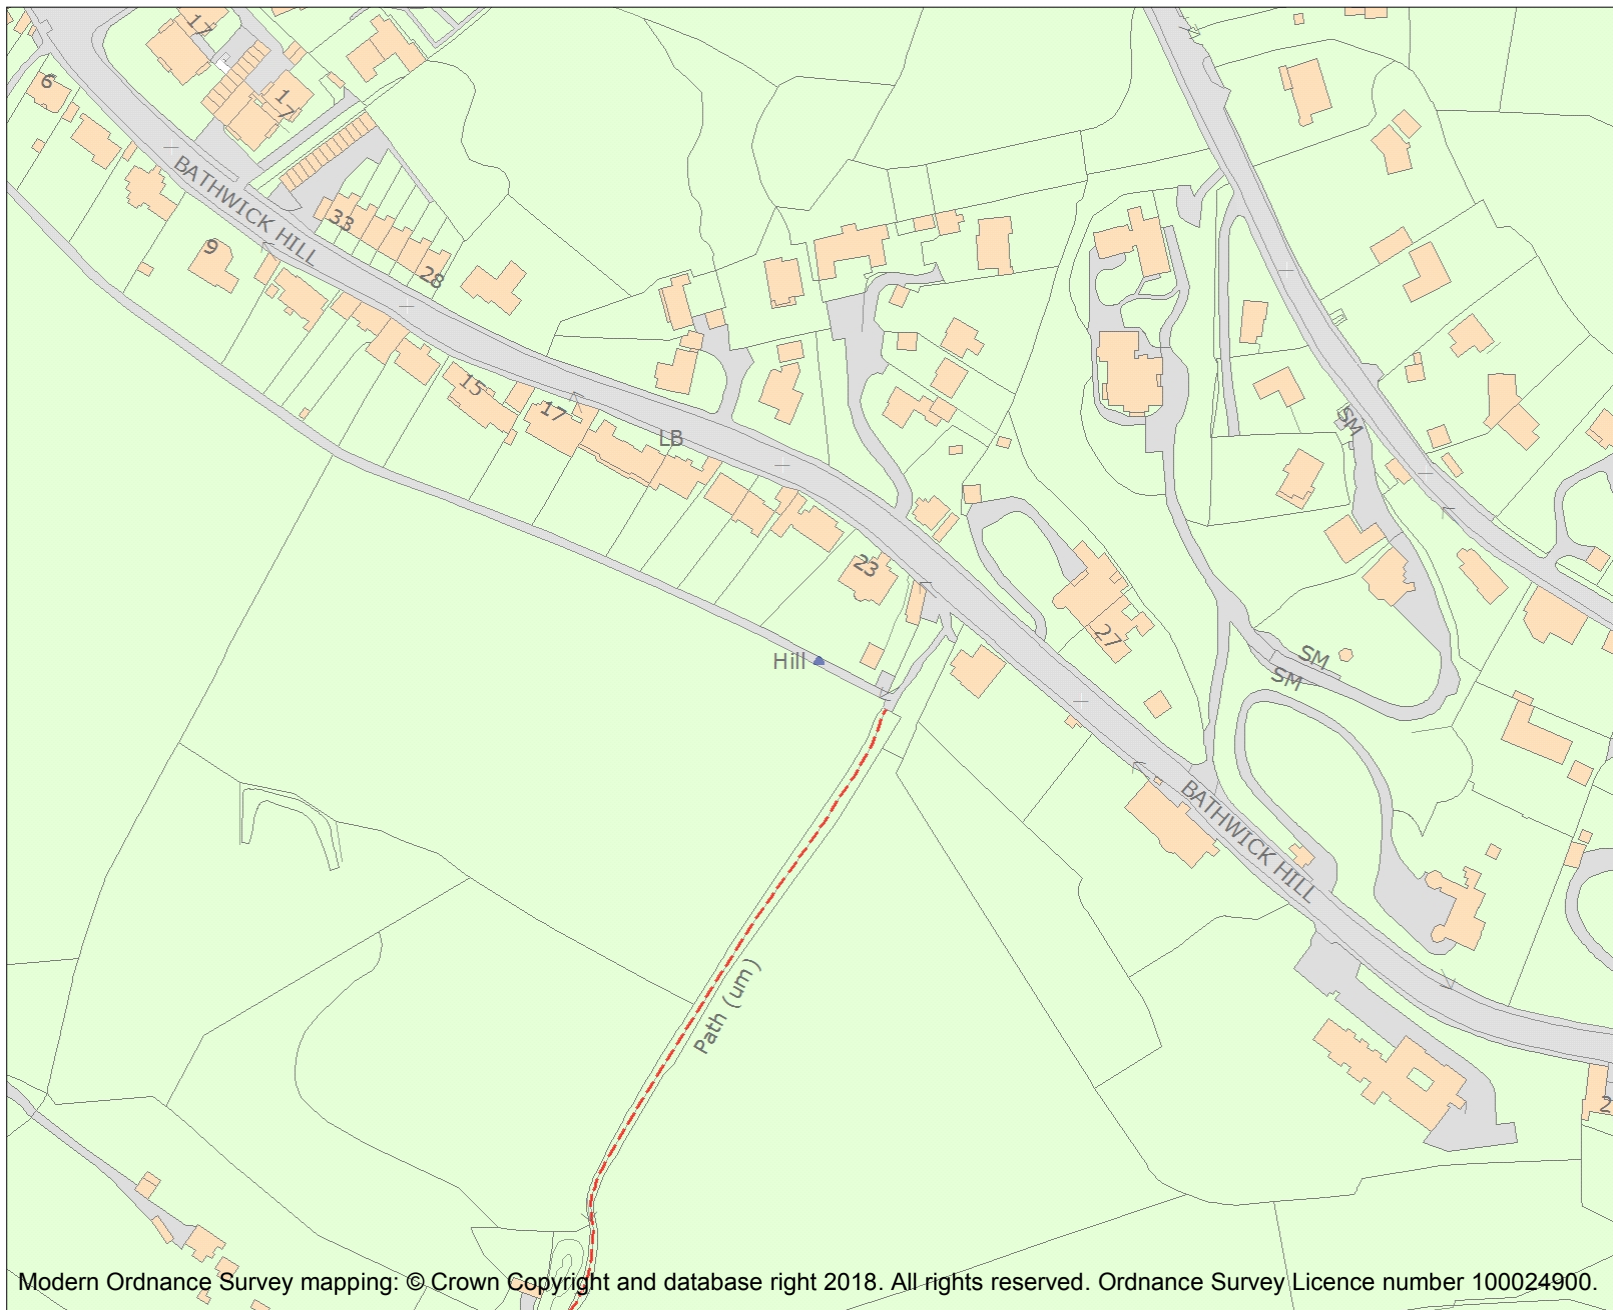 17
6
17
BATHWICK HILL
33
9
28
15
17
LB
SM
23
27
Hill
SM
SM
BATHWICK HILL
Path (um)
2
Modern Ordnance Survey mapping: © Crown Copyright and database right 2018. All rights reserved. Ordnance Survey Licence number 100024900.